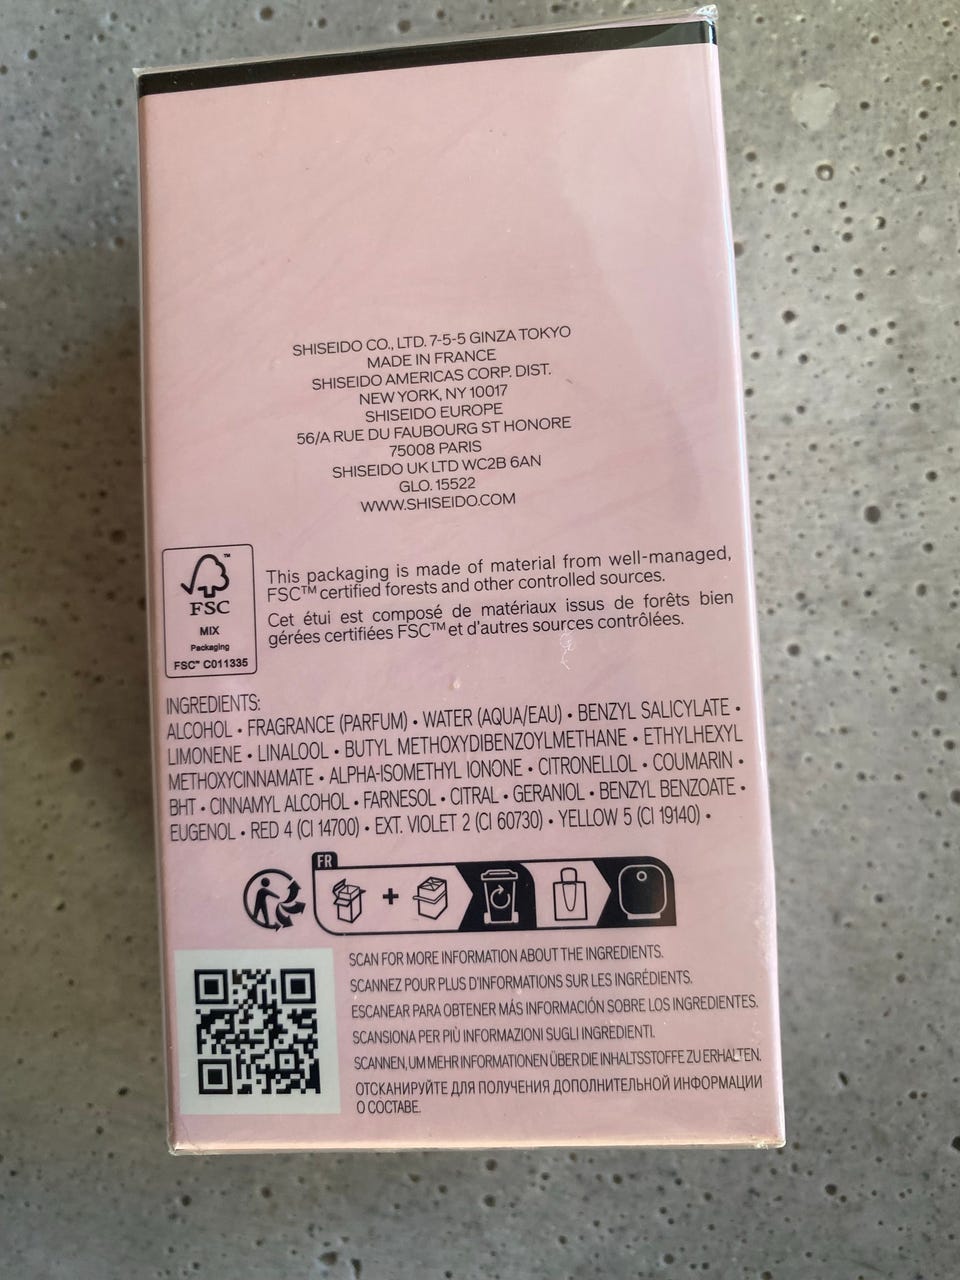 SHISEIDO CO., LTD. 7-5-5 GINZA TOKYO
MADE IN FRANCE
SHISEIDO AMERICAS CORP. DIST.
NEW YORK, NY 10017
SHISEIDO EUROPE
56/A RUE DU FAUBOURG ST HONORE
75008 PARIS
SHISEIDO UK LTD WC2B 6AN
GLO. 15522
WWW.SHISEIDO.COM
™
FSC
MIX
Packaging
FSC™ C011335
This packaging is made of material from well-managed,
FSC™ certified forests and other controlled sources.
Cet étui est composé de matériaux issus de forêts bien
gérées certifiées FSC™ et d'autres sources contrôlées.
INGREDIENTS:
ALCOHOL • FRAGRANCE (PARFUM) • WATER (AQUA/EAU) • BENZYL SALICYLATE •
LIMONENE • LINALOOL • BUTYL METHOXYDIBENZOYLMETHANE • ETHYLHEXYL
METHOXYCINNAMATE • ALPHA-ISOMETHYL IONONE • CITRONELLOL • COUMARIN •
BHT • CINNAMYL ALCOHOL • FARNESOL • CITRAL • GERANIOL • BENZYL BENZOATE •
EUGENOL • RED 4 (CI 14700) • EXT. VIOLET 2 (CI 60730) • YELLOW 5 (CI 19140) •
FR
+
SCAN FOR MORE INFORMATION ABOUT THE INGREDIENTS.
SCANNEZ POUR PLUS D'INFORMATIONS SUR LES INGRÉDIENTS.
ESCANEAR PARA OBTENER MÁS INFORMACIÓN SOBRE LOS INGREDIENTES.
SCANSIONA PER PIÙ INFORMAZIONI SUGLI INGREDIENTI.
SCANNEN, UM MEHR INFORMATIONEN ÜBER DIE INHALTSSTOFFE ZU ERHALTEN.
ОТСКАНИРУЙТЕ ДЛЯ ПОЛУЧЕНИЯ ДОПОЛНИТЕЛЬНОЙ ИНФОРМАЦИИ
О СОСТАВЕ.